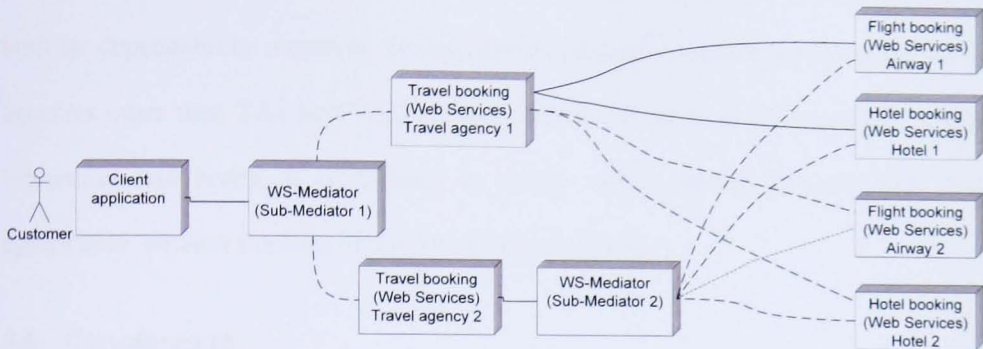 Customer
Client
application
WS-Mediator
(Sub-Mediator 1)
Travel booking
(Web Services)
Travel agency 1
Travel booking
(Web Services)
Travel agency 2
WS-Mediator
(Sub-Mediator 2)
Flight booking
(Web Services)
Airway 1
Hotel booking
(Web Services)
Hotel 1
Flight booking
(Web Services)
Airway 2
Hotel booking
(Web Services)
Hotel 2